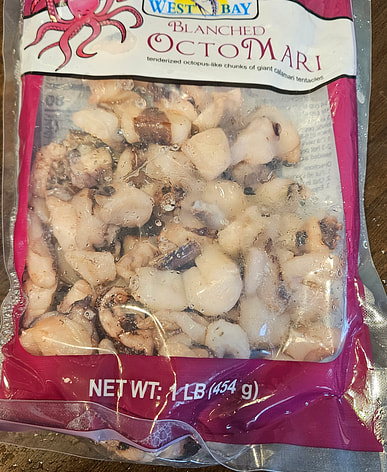 WEST BAY
BLANCHED
OCTOMARI
tenderized octopus-like chunks of giant calamari tentacles
NET WT: 1 LB (454 g)